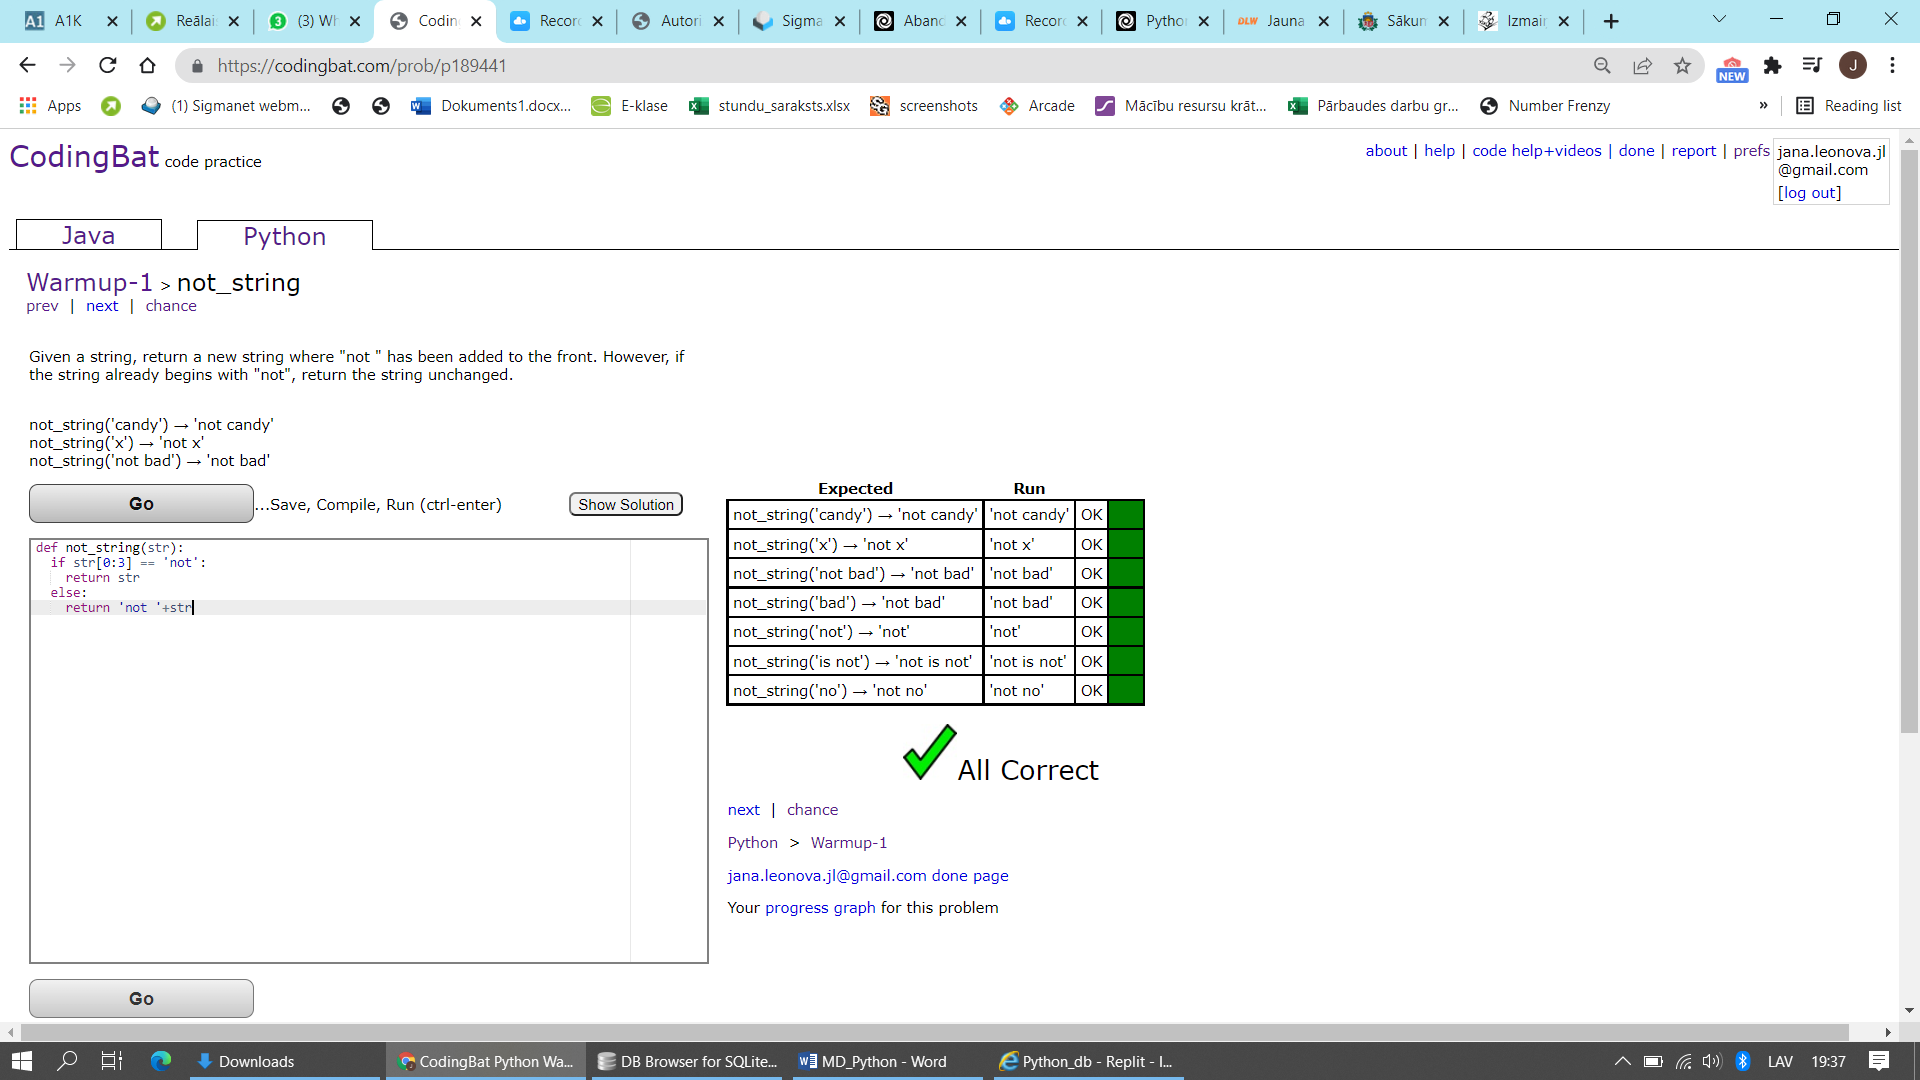 A1K
Reālai
(3) Wh
Codin
Recor
Autori
Sigma
Aband
Recor
Python
DLW Jauna
Sākun
Izmair
https://codingbat.com/prob/p189441
NEW
J
Apps
(1) Sigmanet webm...
Dokuments1.docx...
E-klase
stundu_saraksts.xlsx
screenshots
Arcade
Mācību resursu krāt...
Pārbaudes darbu gr...
Number Frenzy
»
Reading list
CodingBat code practice
about | help | code help+videos | done | report | prefs
jana.leonova.jl
@gmail.com
[log out]
Java
Python
Warmup-1 > not_string
prev | next | chance
Given a string, return a new string where "not " has been added to the front. However, if
the string already begins with "not", return the string unchanged.
not_string('candy') → 'not candy'
not_string('x') → 'not x'
not_string('not bad') → 'not bad'
Go
...Save, Compile, Run (ctrl-enter)
Show Solution
def not_string(str):
if str[0:3] == 'not':
return str
else:
return 'not '+str
Go
Expected Run
not_string('candy') → 'not candy' 'not candy' OK
not_string('x') → 'not x' 'not x' OK
not_string('not bad') → 'not bad' 'not bad' OK
not_string('bad') → 'not bad' 'not bad' OK
not_string('not') → 'not' 'not' OK
not_string('is not') → 'not is not' 'not is not' OK
not_string('no') → 'not no' 'not no' OK
All Correct
next | chance
Python > Warmup-1
jana.leonova.jl@gmail.com done page
Your progress graph for this problem
Downloads
CodingBat Python Wa...
DB Browser for SQLite...
MD_Python - Word
Python_db - Replit - I...
LAV
19:37